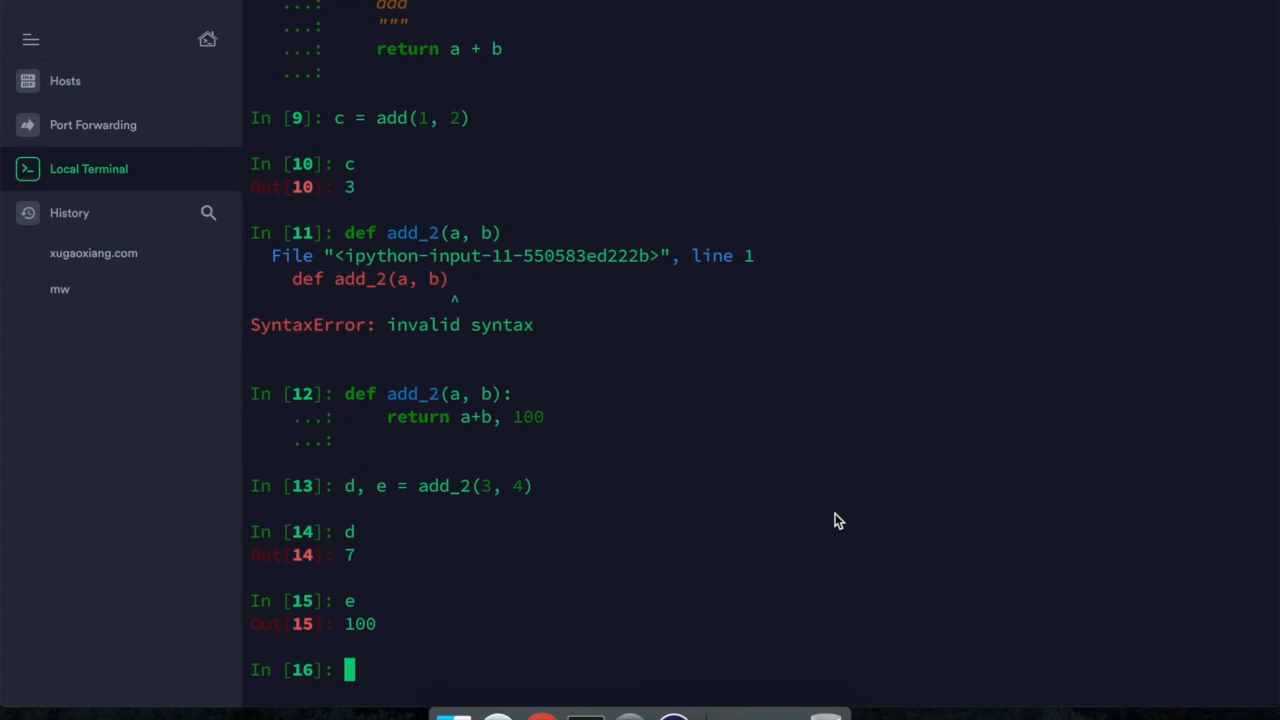 ...:     ddd
...:     """
...:     return a + b
...:
Hosts
Port Forwarding
Local Terminal
History
xugaoxiang.com
mw
In [9]: c = add(1, 2)
In [10]: c
Out[10]: 3
In [11]: def add_2(a, b)
  File "<ipython-input-11-550583ed222b>", line 1
    def add_2(a, b)
                   ^
SyntaxError: invalid syntax
In [12]: def add_2(a, b):
    ...:     return a+b, 100
    ...:
In [13]: d, e = add_2(3, 4)
In [14]: d
Out[14]: 7
In [15]: e
Out[15]: 100
In [16]: